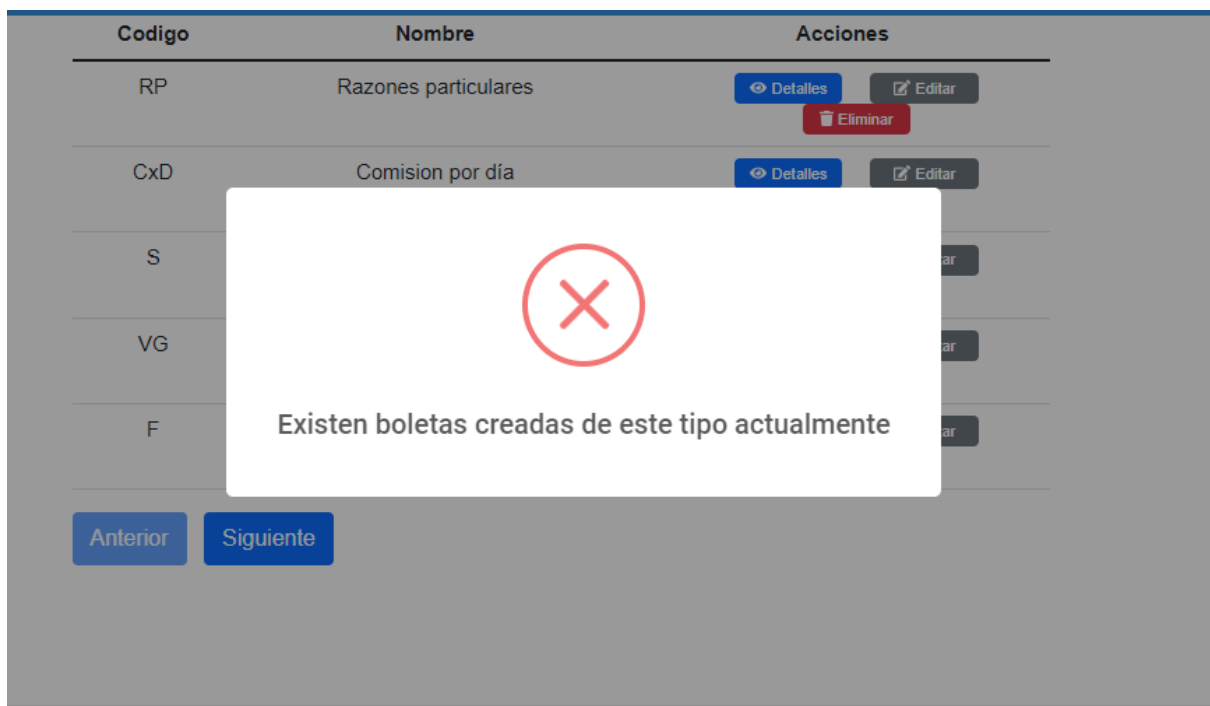 Codigo Nombre Acciones
RP Razones particulares Detalles Editar
Eliminar
CxD Comision por día Detalles Editar
S
VG
Existen boletas creadas de este tipo actualmente
F
Anterior Siguiente